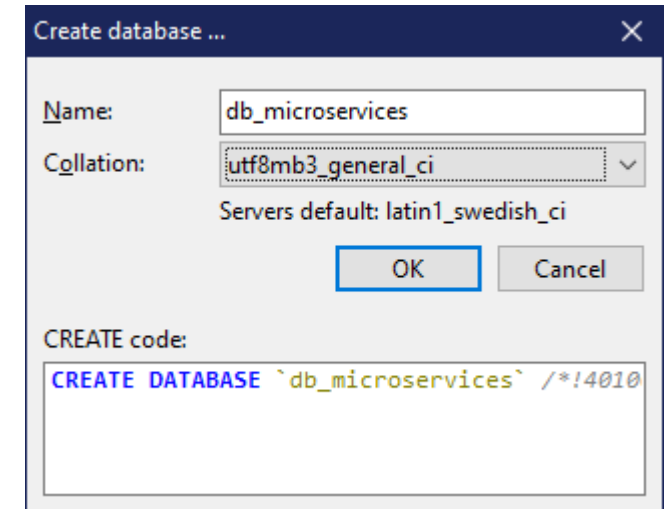 Create database ...
Name: db_microservices
Collation: utf8mb3_general_ci
Servers default: latin1_swedish_ci
OK Cancel
CREATE code:
CREATE DATABASE `db_microservices` /*!4010